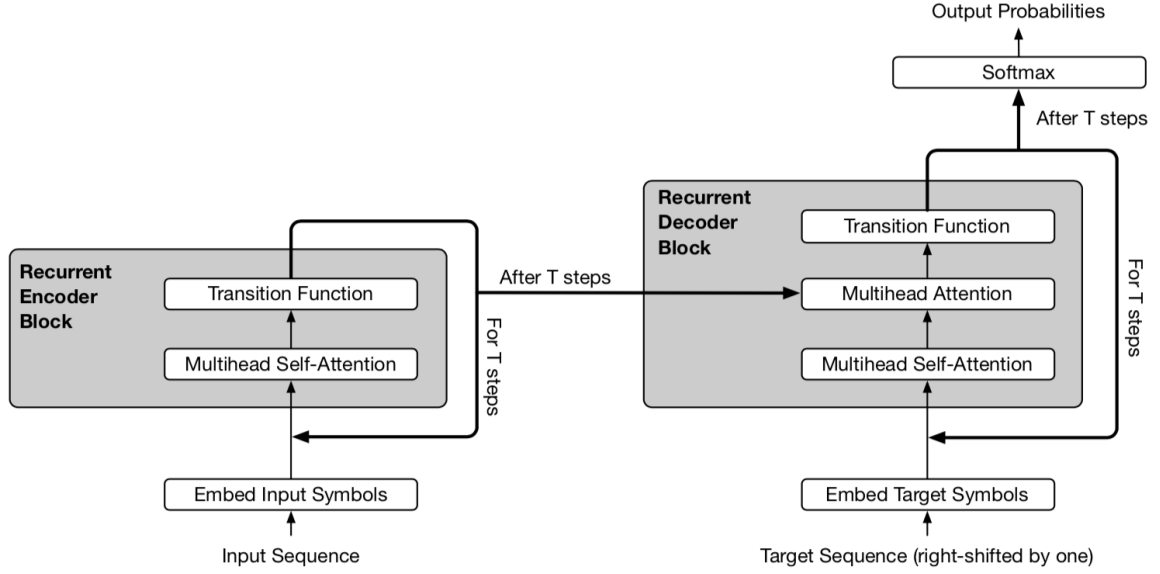 Output Probabilities
Softmax
After T steps
Recurrent
Decoder
Block
Transition Function
Multihead Attention
Multihead Self-Attention
For T steps
Embed Target Symbols
Target Sequence (right-shifted by one)
After T steps
Recurrent
Encoder
Block
Transition Function
Multihead Self-Attention
For T steps
Embed Input Symbols
Input Sequence